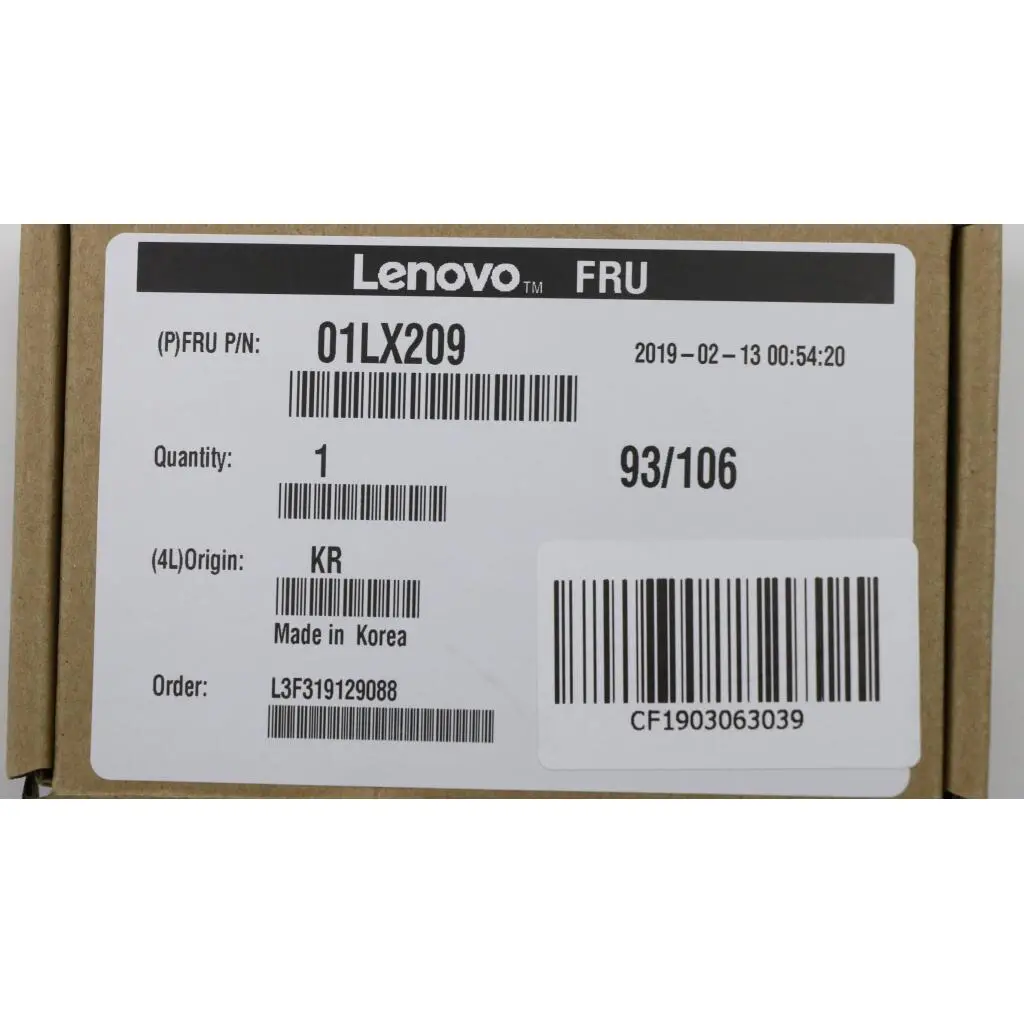 Lenovo™ FRU
(P)FRU P/N: 01LX209
2019-02-13 00:54:20
Quantity: 1
93/106
(4L)Origin: KR
Made in Korea
Order: L3F319129088
CF1903063039